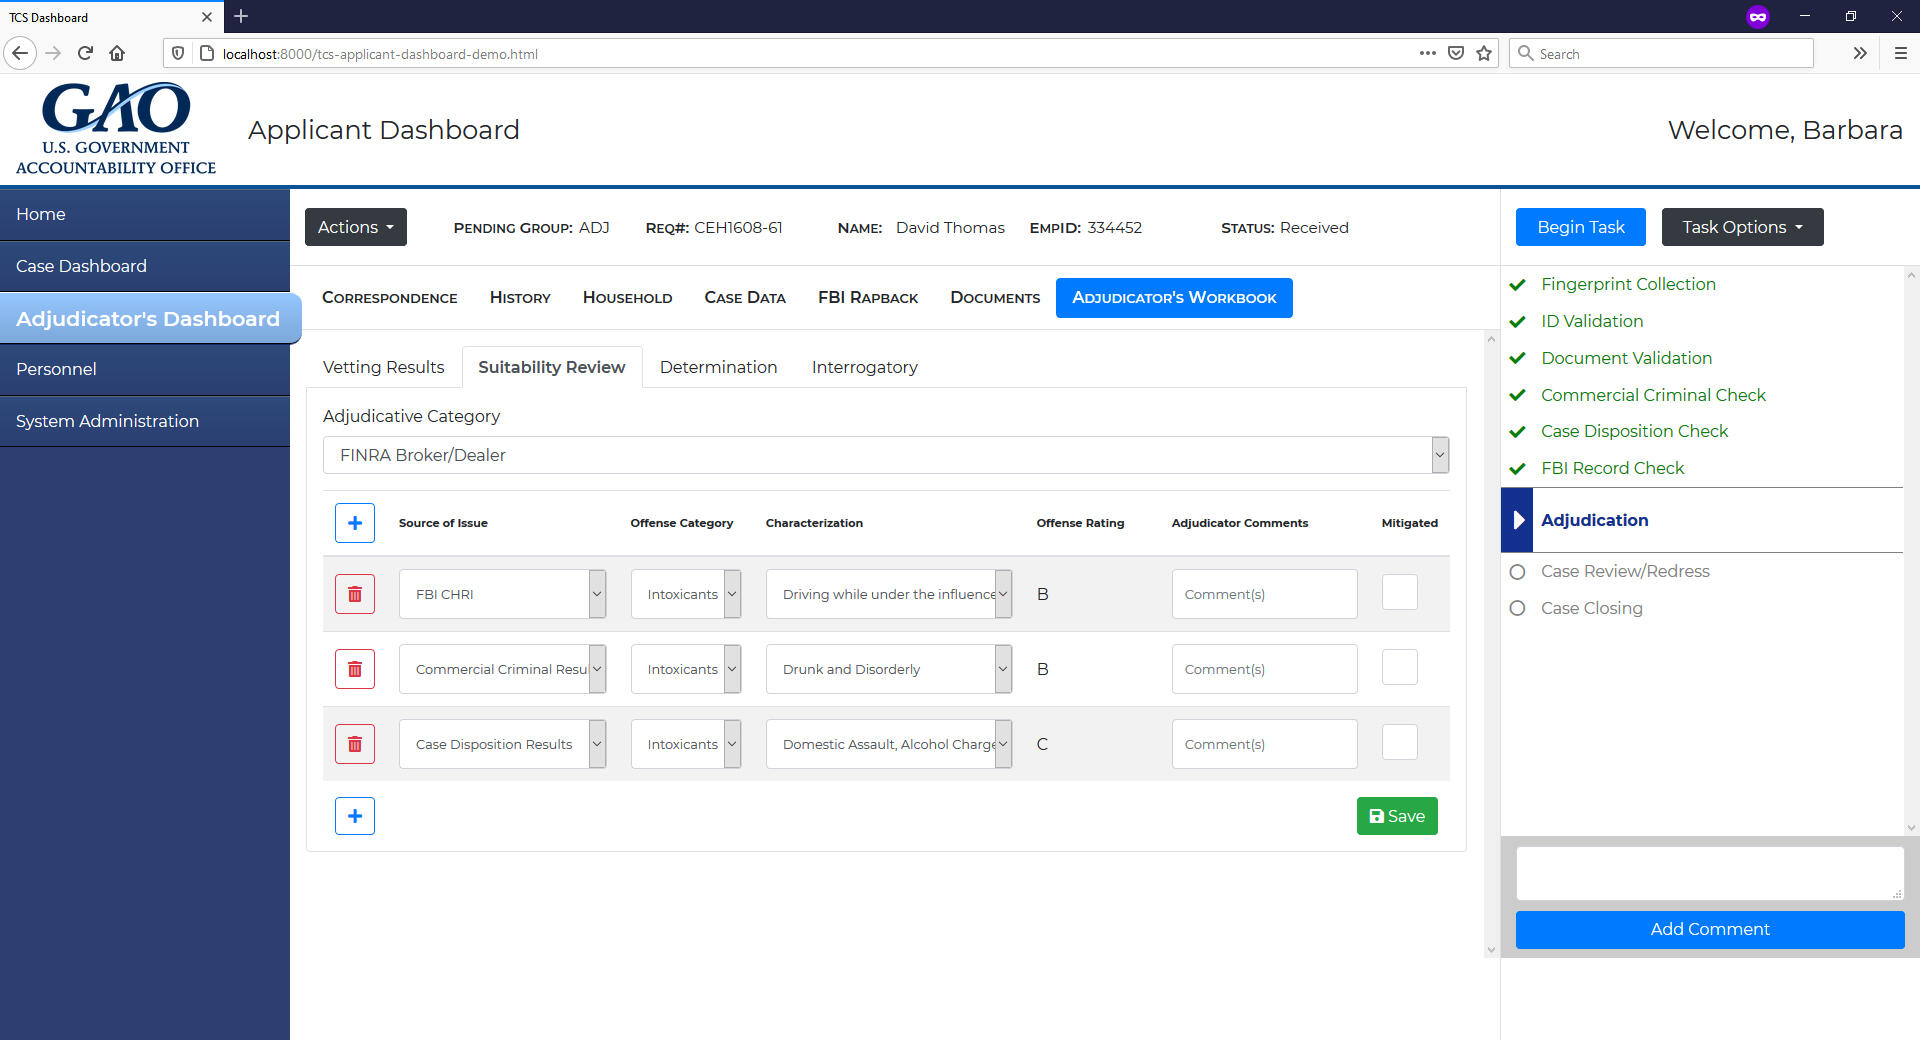 TCS Dashboard
localhost:8000/tcs-applicant-dashboard-demo.html
Search
GAO
U.S. GOVERNMENT
ACCOUNTABILITY OFFICE
Applicant Dashboard
Welcome, Barbara
Home
Case Dashboard
Adjudicator's Dashboard
Personnel
System Administration
Actions
PENDING GROUP: ADJ
REQ#: CEH1608-61
NAME: David Thomas
EMPID: 334452
STATUS: Received
Begin Task
Task Options
CORRESPONDENCE
HISTORY
HOUSEHOLD
CASE DATA
FBI RAPBACK
DOCUMENTS
ADJUDICATOR'S WORKBOOK
Vetting Results
Suitability Review
Determination
Interrogatory
Adjudicative Category
FINRA Broker/Dealer
Source of Issue Offense Category Characterization Offense Rating Adjudicator Comments Mitigated
FBI CHRI Intoxicants Driving while under the influence B Comment(s)
Commercial Criminal Resul Intoxicants Drunk and Disorderly B Comment(s)
Case Disposition Results Intoxicants Domestic Assault, Alcohol Charge C Comment(s)
Save
Fingerprint Collection
ID Validation
Document Validation
Commercial Criminal Check
Case Disposition Check
FBI Record Check
Adjudication
Case Review/Redress
Case Closing
Add Comment